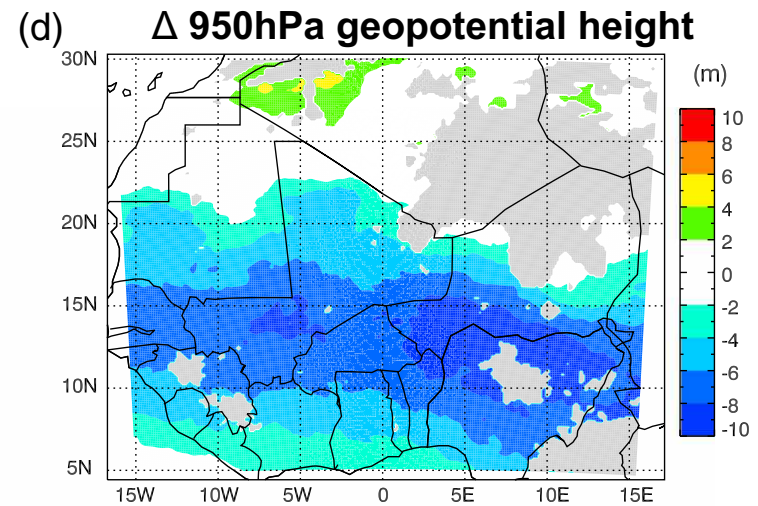 (d) Δ 950hPa geopotential height
(m)
30N
25N
20N
15N
10N
5N
15W 10W 5W 0 5E 10E 15E
10
8
6
4
2
0
-2
-4
-6
-8
-10